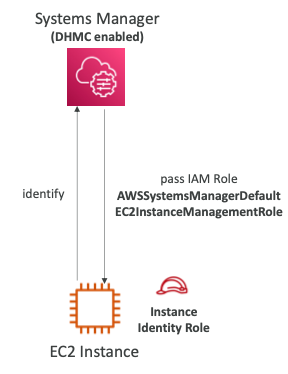 Systems Manager
(DHMC enabled)
identify
pass IAM Role
AWSSystemsManagerDefault
EC2InstanceManagementRole
Instance
Identity Role
EC2 Instance